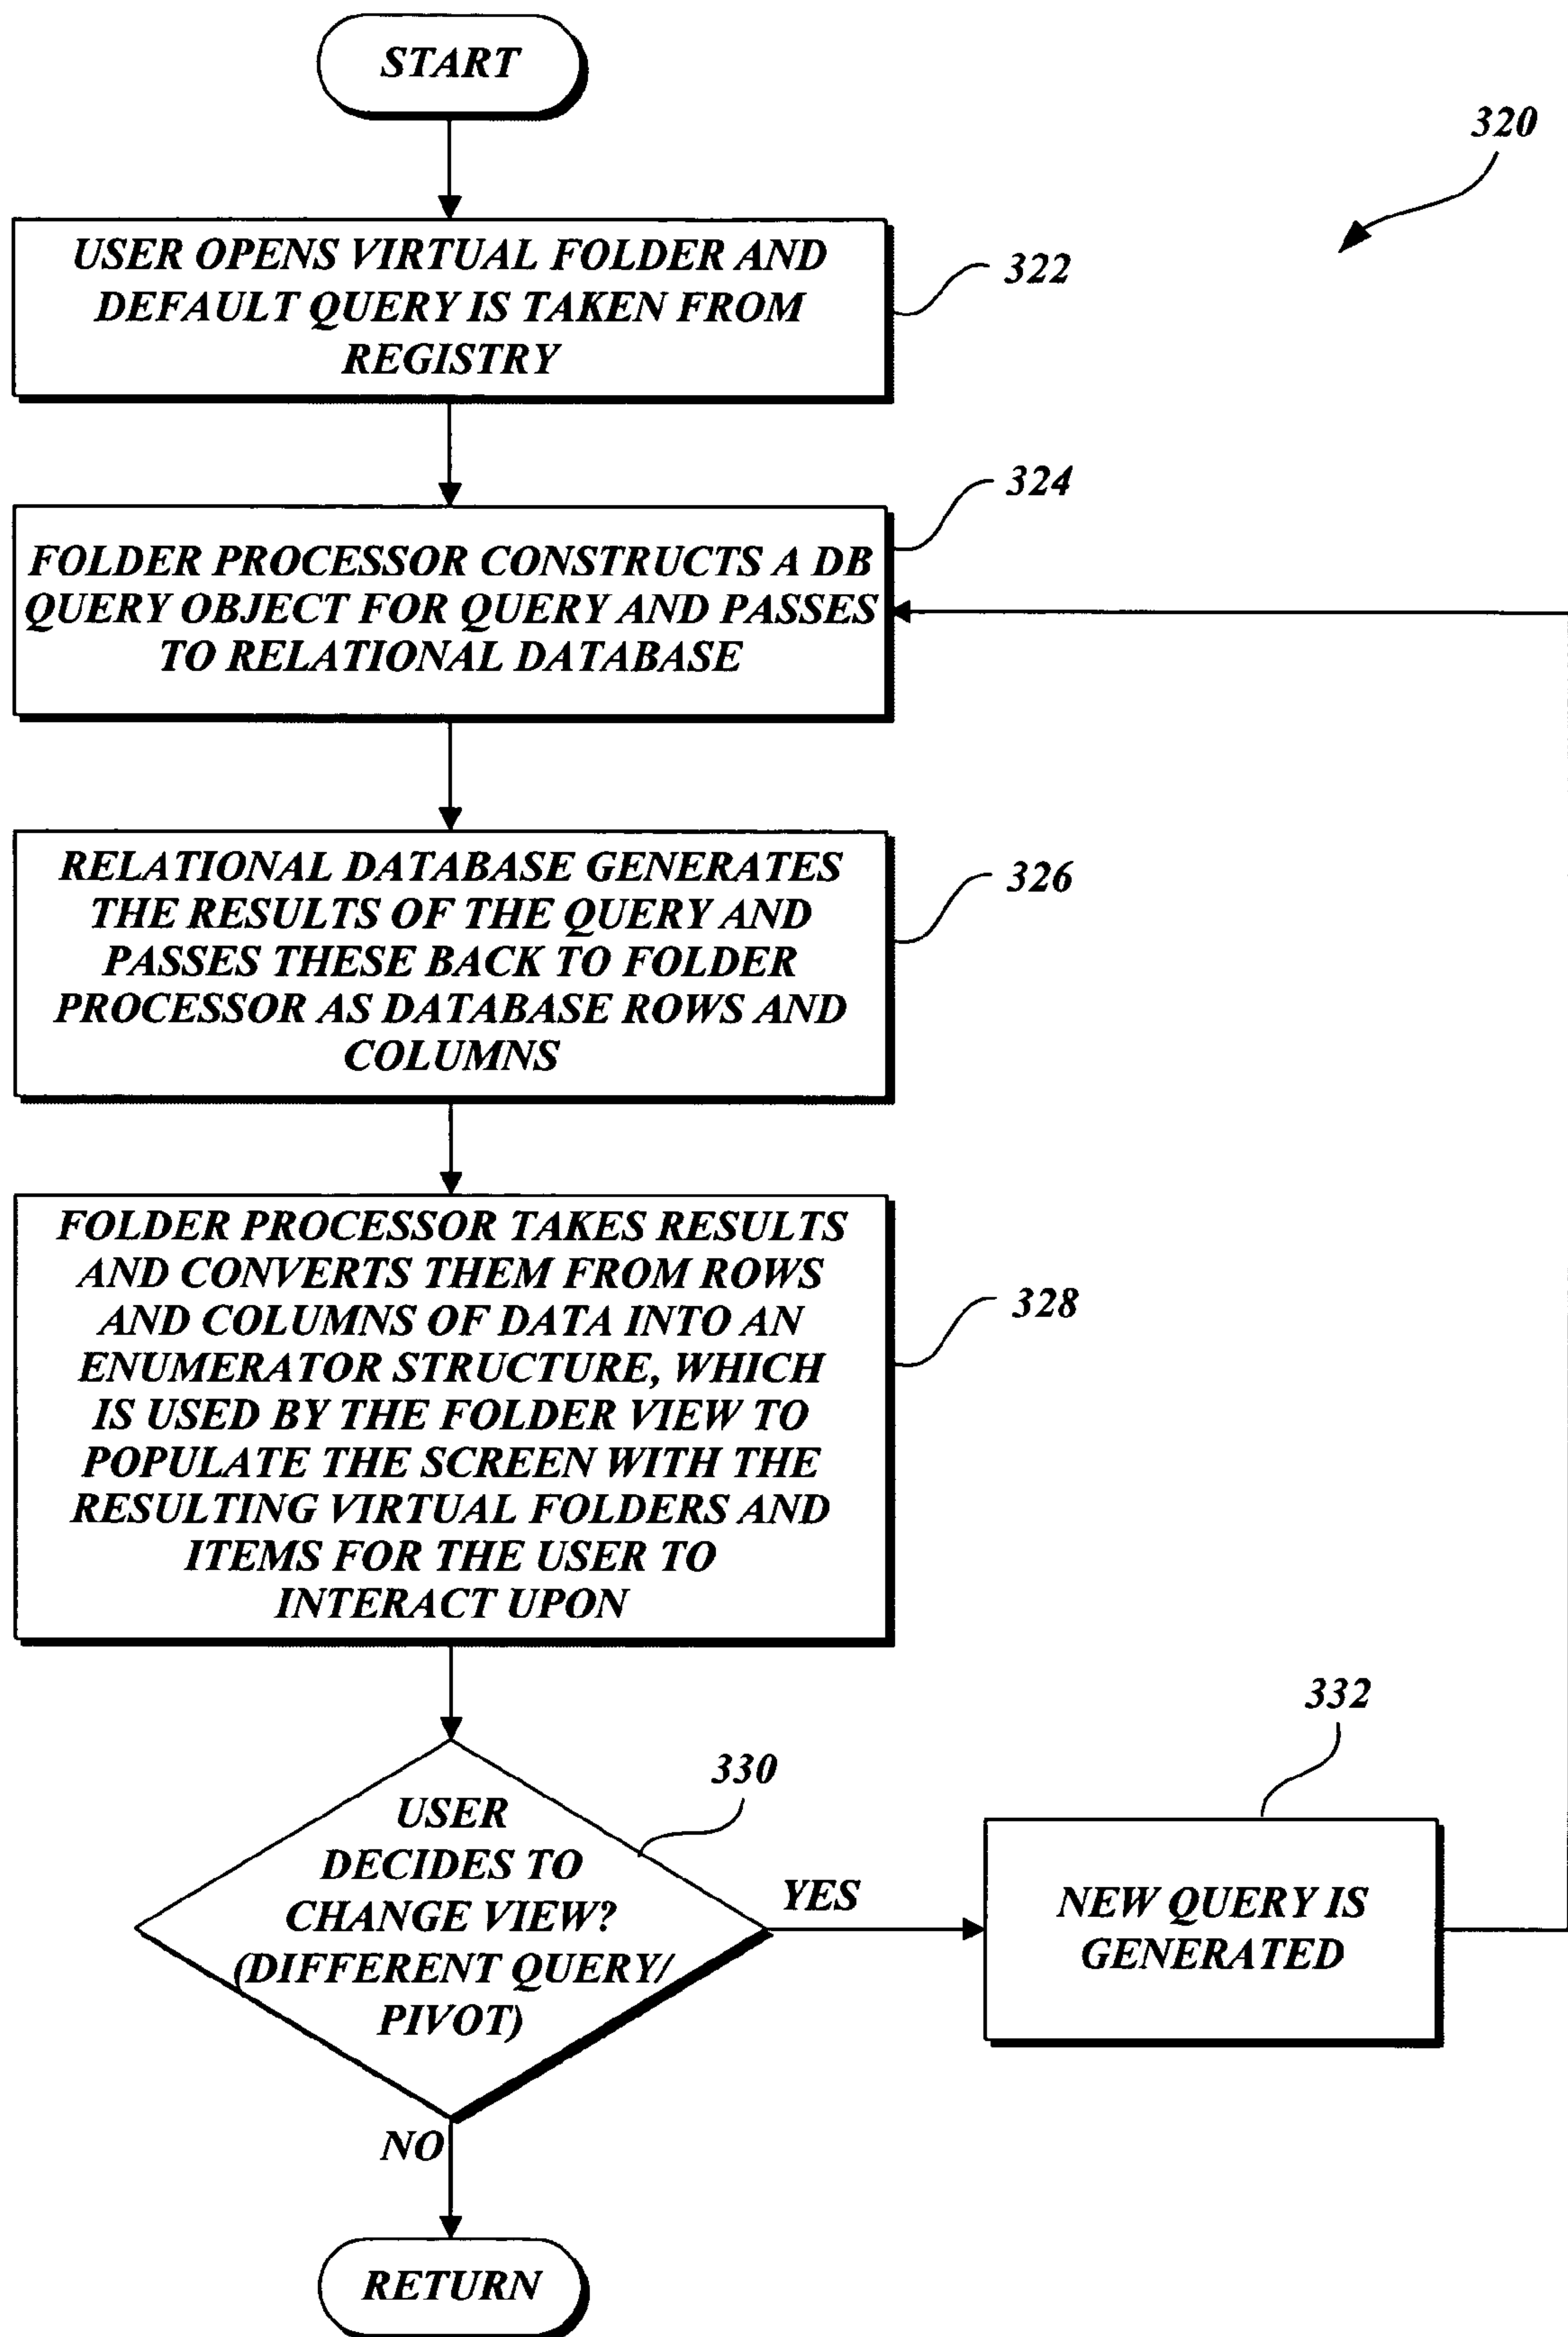 START
320
USER OPENS VIRTUAL FOLDER AND
DEFAULT QUERY IS TAKEN FROM
REGISTRY
322
324
FOLDER PROCESSOR CONSTRUCTS A DB
QUERY OBJECT FOR QUERY AND PASSES
TO RELATIONAL DATABASE
RELATIONAL DATABASE GENERATES
THE RESULTS OF THE QUERY AND
PASSES THESE BACK TO FOLDER
PROCESSOR AS DATABASE ROWS AND
COLUMNS
326
FOLDER PROCESSOR TAKES RESULTS
AND CONVERTS THEM FROM ROWS
AND COLUMNS OF DATA INTO AN
ENUMERATOR STRUCTURE, WHICH
IS USED BY THE FOLDER VIEW TO
POPULATE THE SCREEN WITH THE
RESULTING VIRTUAL FOLDERS AND
ITEMS FOR THE USER TO
INTERACT UPON
328
330
USER
DECIDES TO
CHANGE VIEW?
(DIFFERENT QUERY/
PIVOT)
YES
332
NEW QUERY IS
GENERATED
NO
RETURN